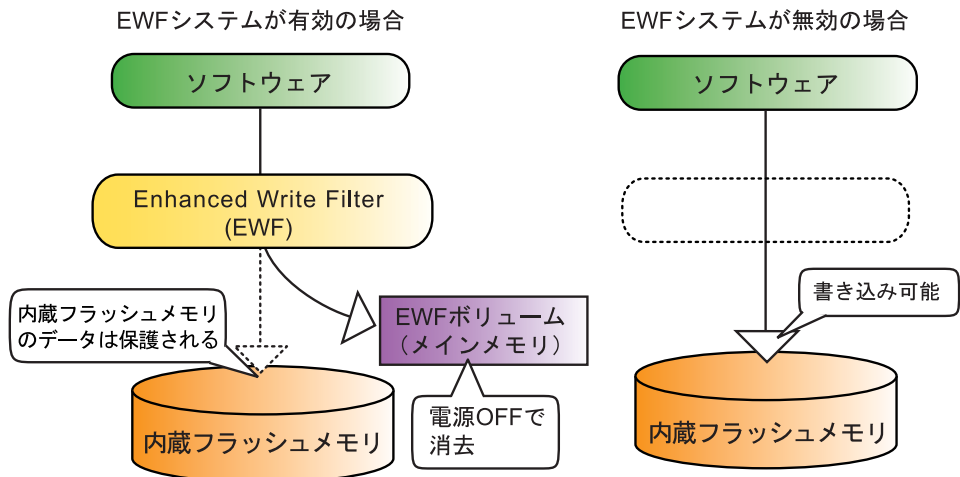 EWFシステムが有効の場合
ソフトウェア
Enhanced Write Filter
(EWF)
内蔵フラッシュメモリ
のデータは保護される
EWFボリューム
(メインメモリ)
電源OFFで
消去
内蔵フラッシュメモリ
EWFシステムが無効の場合
ソフトウェア
書き込み可能
内蔵フラッシュメモリ